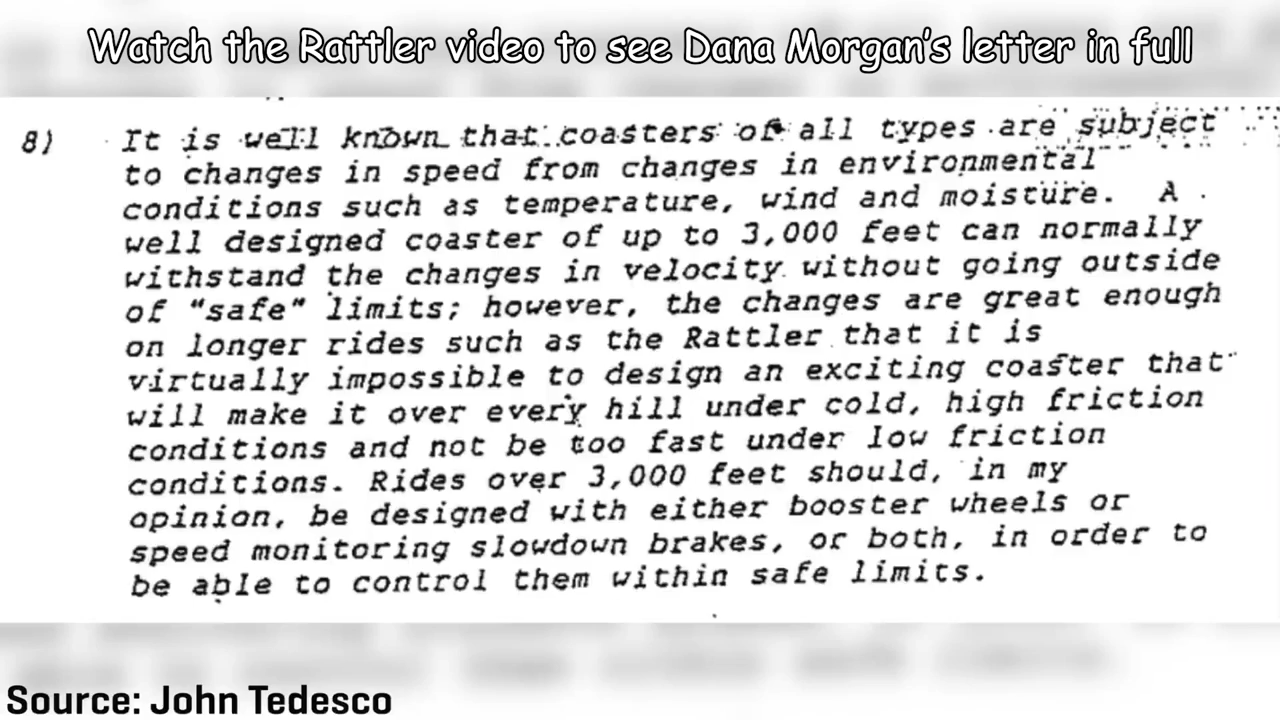 Watch the Rattler video to see Dana Morgan's letter in full
8) It is well known that coasters of all types are subject
to changes in speed from changes in environmental
conditions such as temperature, wind and moisture. A
well designed coaster of up to 3,000 feet can normally
withstand the changes in velocity without going outside
of "safe" limits; however, the changes are great enough
on longer rides such as the Rattler that it is
virtually impossible to design an exciting coaster that
will make it over every hill under cold, high friction
conditions and not be too fast under low friction
conditions. Rides over 3,000 feet should, in my
opinion, be designed with either booster wheels or
speed monitoring slowdown brakes, or both, in order to
be able to control them within safe limits.
Source: John Tedesco